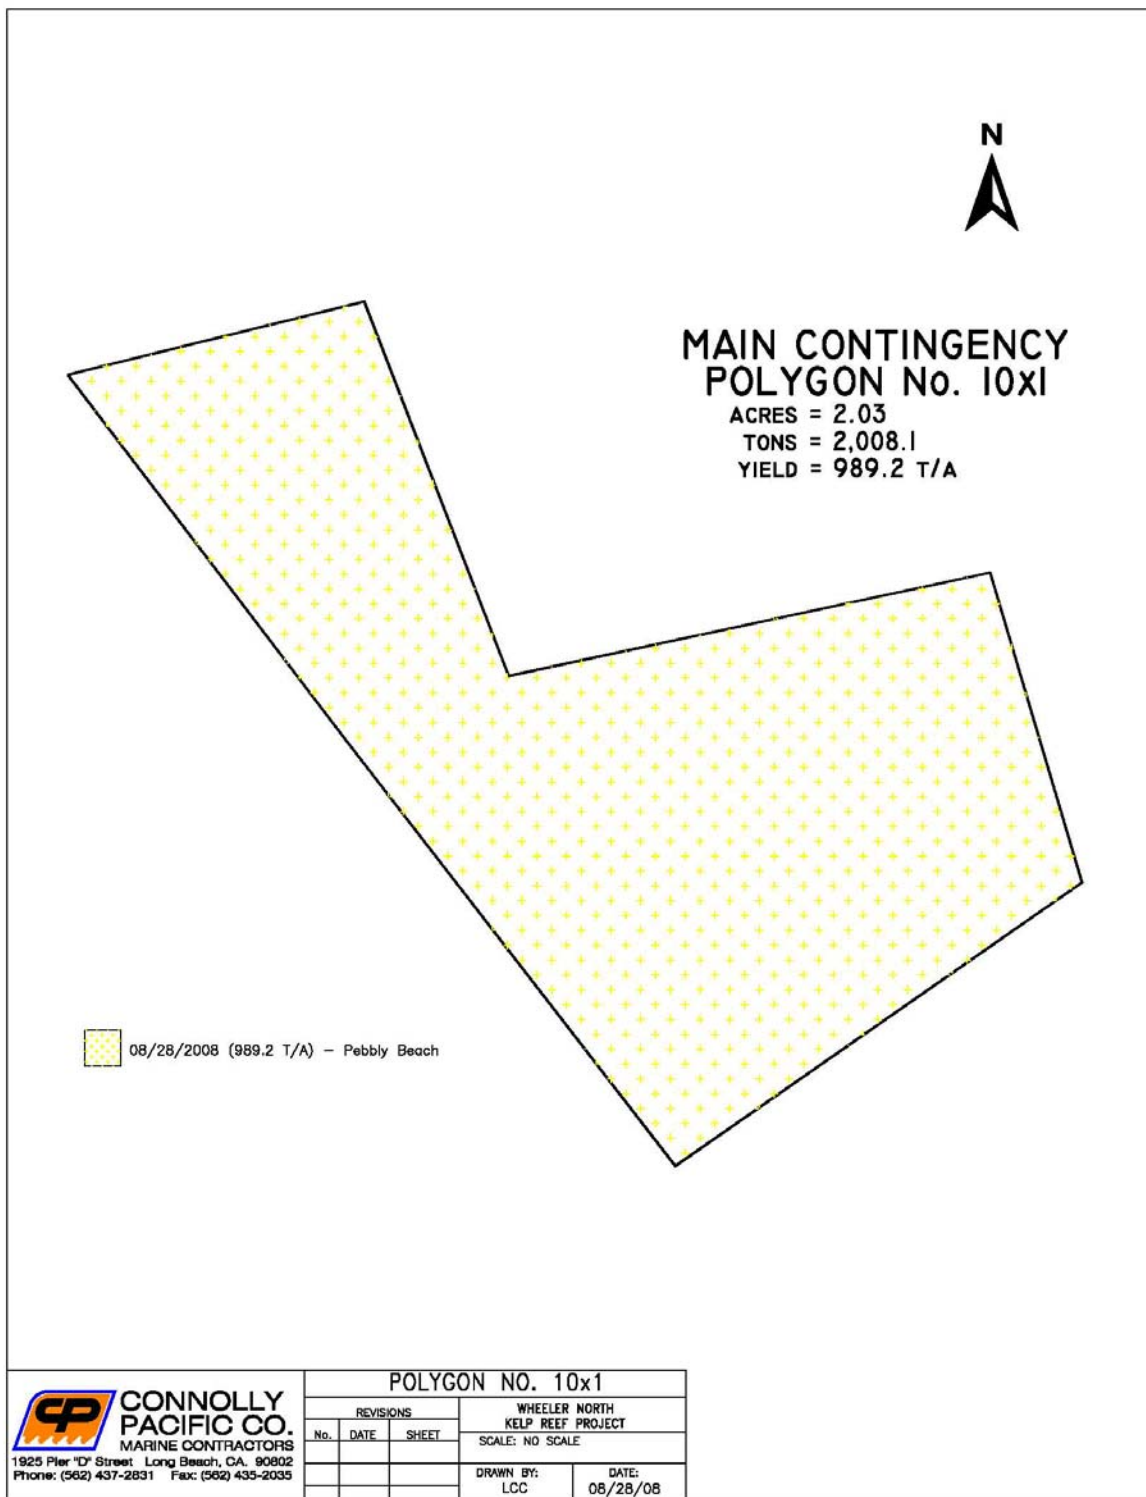 N
MAIN CONTINGENCY
POLYGON No. 10x1
ACRES = 2.03
TONS = 2,008.1
YIELD = 989.2 T/A
08/28/2008 (989.2 T/A) - Pebbly Beach
CP
CONNOLLY
PACIFIC CO.
MARINE CONTRACTORS
1925 Pier "D" Street Long Beach, CA. 90802
Phone: (562) 437-2831 Fax: (562) 435-2035
POLYGON NO. 10x1
REVISIONS
No. DATE SHEET
WHEELER NORTH
KELP REEF PROJECT
SCALE: NO SCALE
DRAWN BY:
LCC
DATE:
08/28/08